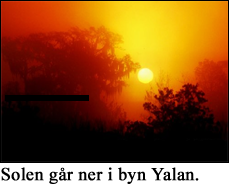 Solen går ner i byn Yalan.